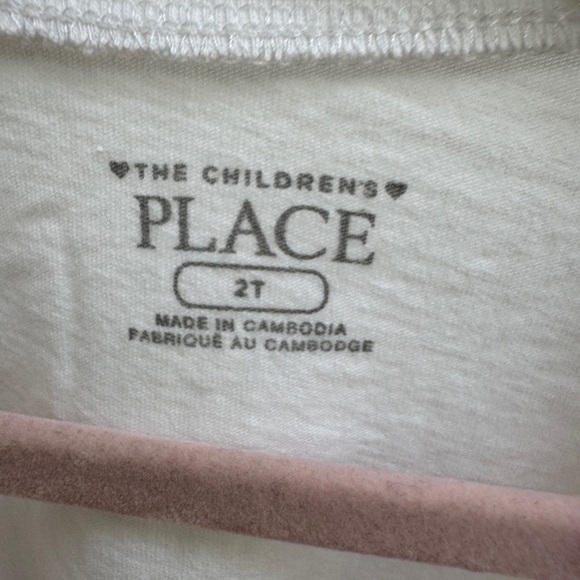 ♥THE CHILDREN'S♥
PLACE
2T
MADE IN CAMBODIA
FABRIQUÉ AU CAMBODGE